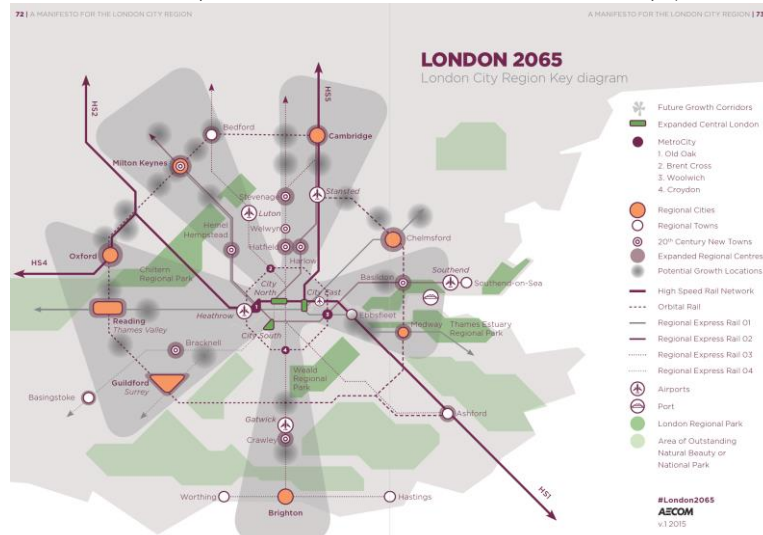 72 | A MANIFESTO FOR THE LONDON CITY REGION
A MANIFESTO FOR THE LONDON CITY REGION | 73
LONDON 2065
London City Region Key diagram
HS2
HS3
Bedford
Cambridge
Milton Keynes
Stevenage
Stansted
Luton
Welwyn
Hemel
Hempstead
Hatfield
Harlow
Chelmsford
Oxford
HS4
Chiltern
Regional Park
City
North
City East
Basildon
Southend
Southend-on-Sea
Reading
Thames Valley
Heathrow
1
2
3
4
City South
Ebbsfleet
Medway
Thames Estuary
Regional Park
Bracknell
Guildford
Surrey
Basingstoke
Weald
Regional
Park
Gatwick
Crawley
Ashford
HS1
Worthing
Brighton
Hastings
Future Growth Corridors
Expanded Central London
MetroCity
1. Old Oak
2. Brent Cross
3. Woolwich
4. Croydon
Regional Cities
Regional Towns
20th Century New Towns
Expanded Regional Centres
Potential Growth Locations
High Speed Rail Network
Orbital Rail
Regional Express Rail 01
Regional Express Rail 02
Regional Express Rail 03
Regional Express Rail 04
Airports
Port
London Regional Park
Area of Outstanding
Natural Beauty or
National Park
#London2065
AECOM
v.1 2015